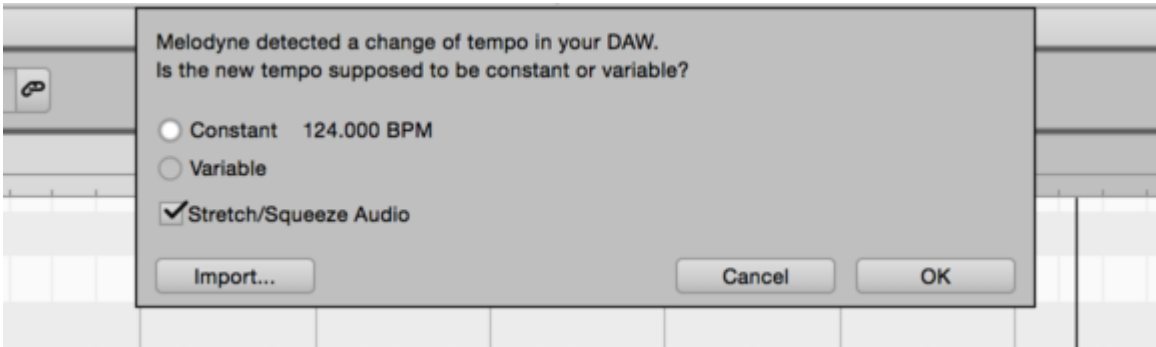 Melodyne detected a change of tempo in your DAW.
Is the new tempo supposed to be constant or variable?
Constant 124.000 BPM
Variable
Stretch/Squeeze Audio
Import... Cancel OK